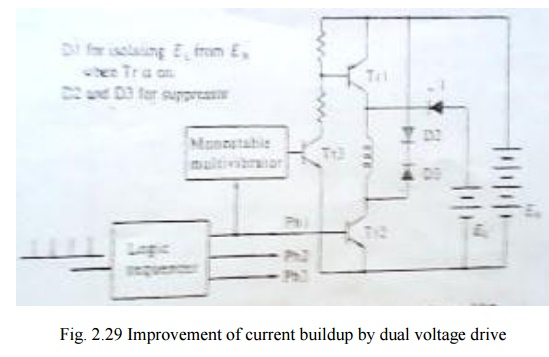 D1 for isolating E_L from E_H
when Tr is on
D2 and D3 for suppressor
Monostable
multivibrator
Tr1
Tr3
D2
D3
Ph1
Tr2
Logic
sequencer
Ph2
Ph3
E_L
E_H
Fig. 2.29 Improvement of current buildup by dual voltage drive